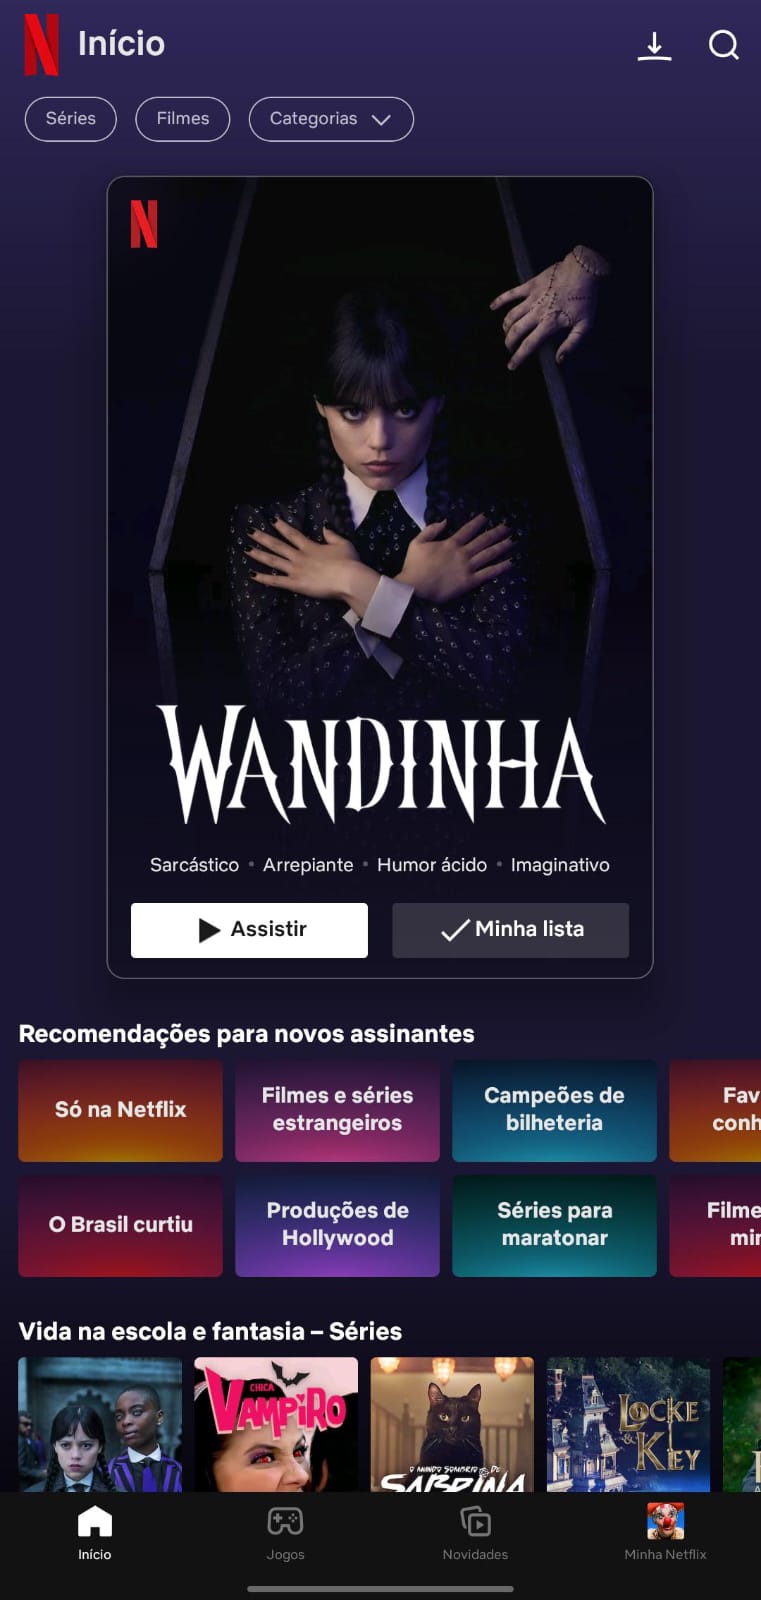 Início
Séries
Filmes
Categorias
WANDINHA
Sarcástico • Arrepiante • Humor ácido • Imaginativo
Assistir
Minha lista
Recomendações para novos assinantes
Só na Netflix
Filmes e séries
estrangeiros
Campeões de
bilheteria
Fav
conh
O Brasil curtiu
Produções de
Hollywood
Séries para
maratonar
Filme
mir
Vida na escola e fantasia – Séries
CHICA
VAMPIRO
O MUNDO SOMBRIO DE
SABRINA
LOCKE
& KEY
Início
Jogos
Novidades
Minha Netflix